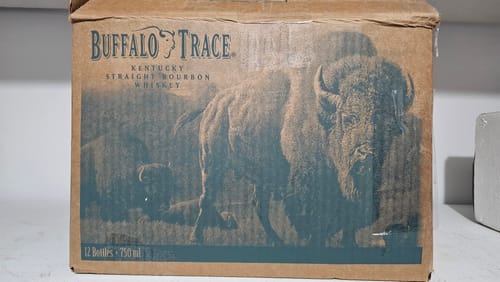 BUFFALO TRACE®
KENTUCKY
STRAIGHT BOURBON
WHISKEY
12 Bottles • 750 ml